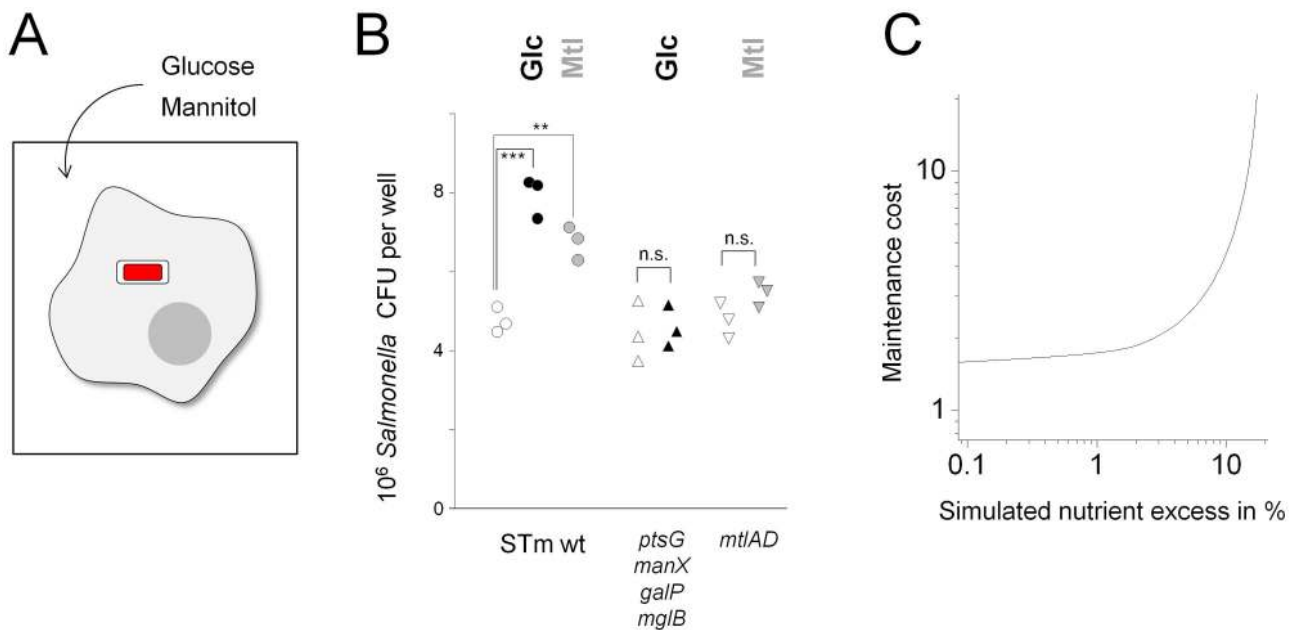 A
Glucose
Mannitol
B
Glc
Mtl
Glc
Mtl
**
***
n.s.
n.s.
8
4
0
10⁶ Salmonella CFU per well
STm wt
ptsG
manX
galP
mglB
mtlAD
C
Maintenance cost
10
1
0.1
1
10
Simulated nutrient excess in %